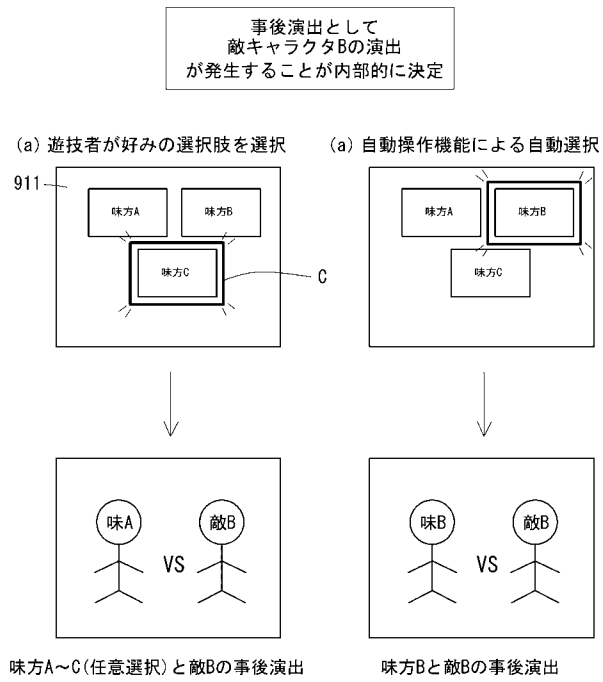 事後演出として
敵キャラクタBの演出
が発生することが内部的に決定
(a) 遊技者が好みの選択肢を選択
911
味方A
味方B
味方C
C
味A
VS
敵B
味方A～C(任意選択)と敵Bの事後演出
(a) 自動操作機能による自動選択
味方A
味方B
味方C
味B
VS
敵B
味方Bと敵Bの事後演出